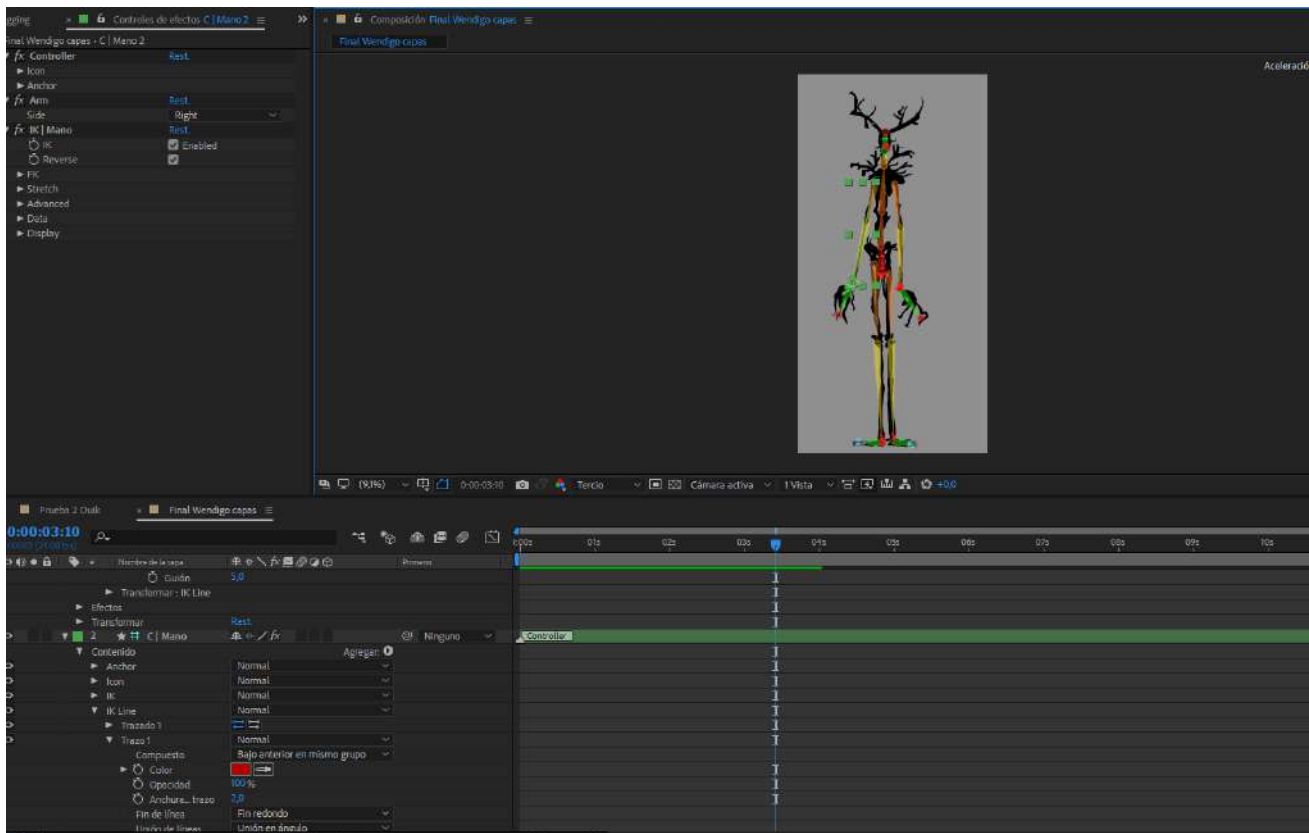 gging
Controles de efectos C | Mano 2
Composición Final Wendigo capas
Final Wendigo capas · C | Mano 2
Final Wendigo capas
fx Controller Rest.
Icon
Anchor
fx Arm Rest.
Side Right
fx IK | Mano Rest.
IK Enabled
Reverse
FK
Stretch
Advanced
Data
Display
Aceleració
(9,1%) 0:00:03:10 Tercio Cámara activa 1 Vista +0,0
Prueba 2 Duik Final Wendigo capas
0:00:03:10
:00s 01s 02s 03s 04s 05s 06s 07s 08s 09s 10s
Nombre de la capa
Guión 5,0
Transformar : IK Line
Efectos
Transformar Rest.
2 C | Mano fx Ninguno Controller
Contenido Agregar:
Anchor Normal
Icon Normal
IK Normal
IK Line Normal
Trazado 1
Trazo 1 Normal
Compuesto Bajo anterior en mismo grupo
Color
Opacidad 100 %
Anchura... trazo 2,0
Fin de línea Fin redondo
Unión de líneas Unión en ángulo